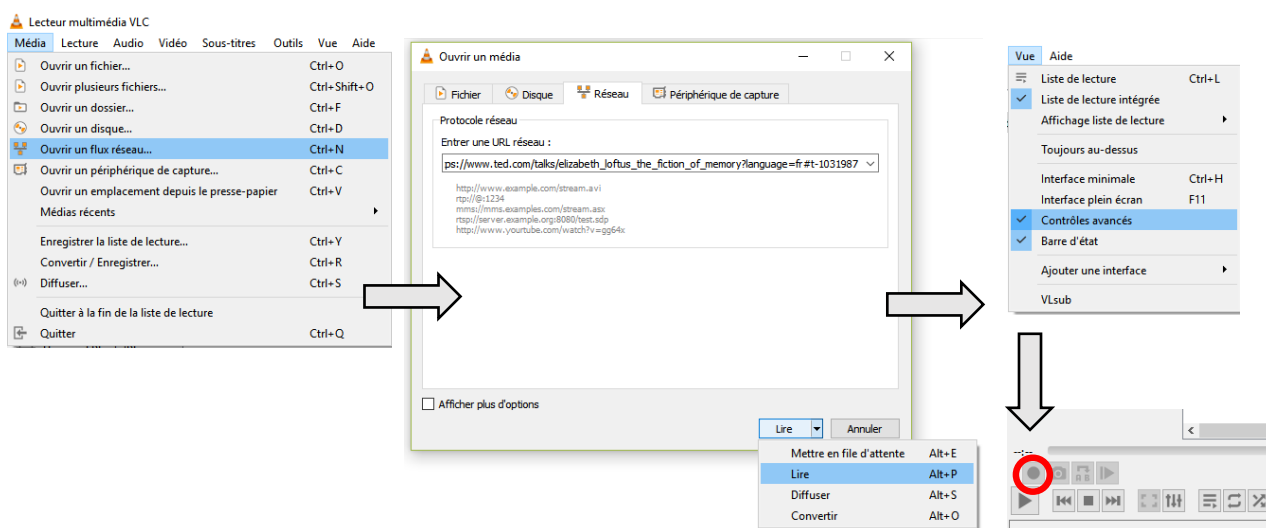 Lecteur multimédia VLC
Média Lecture Audio Vidéo Sous-titres Outils Vue Aide
Ouvrir un fichier... Ctrl+O
Ouvrir plusieurs fichiers... Ctrl+Shift+O
Ouvrir un dossier... Ctrl+F
Ouvrir un disque... Ctrl+D
Ouvrir un flux réseau... Ctrl+N
Ouvrir un périphérique de capture... Ctrl+C
Ouvrir un emplacement depuis le presse-papier Ctrl+V
Médias récents
Enregistrer la liste de lecture... Ctrl+Y
Convertir / Enregistrer... Ctrl+R
Diffuser... Ctrl+S
Quitter à la fin de la liste de lecture
Quitter Ctrl+Q
Ouvrir un média
Fichier Disque Réseau Périphérique de capture
Protocole réseau
Entrer une URL réseau :
ps://www.ted.com/talks/elizabeth_loftus_the_fiction_of_memory?language=fr#t-1031987
http://www.example.com/stream.avi
rtp://@:1234
mms://mms.examples.com/stream.asx
rtsp://server.example.org:8080/test.sdp
http://www.yourtube.com/watch?v=gg64x
Afficher plus d'options
Lire Annuler
Mettre en file d'attente Alt+E
Lire Alt+P
Diffuser Alt+S
Convertir Alt+O
Vue Aide
Liste de lecture Ctrl+L
Liste de lecture intégrée
Affichage liste de lecture
Toujours au-dessus
Interface minimale Ctrl+H
Interface plein écran F11
Contrôles avancés
Barre d'état
Ajouter une interface
VLsub
--:--
A B